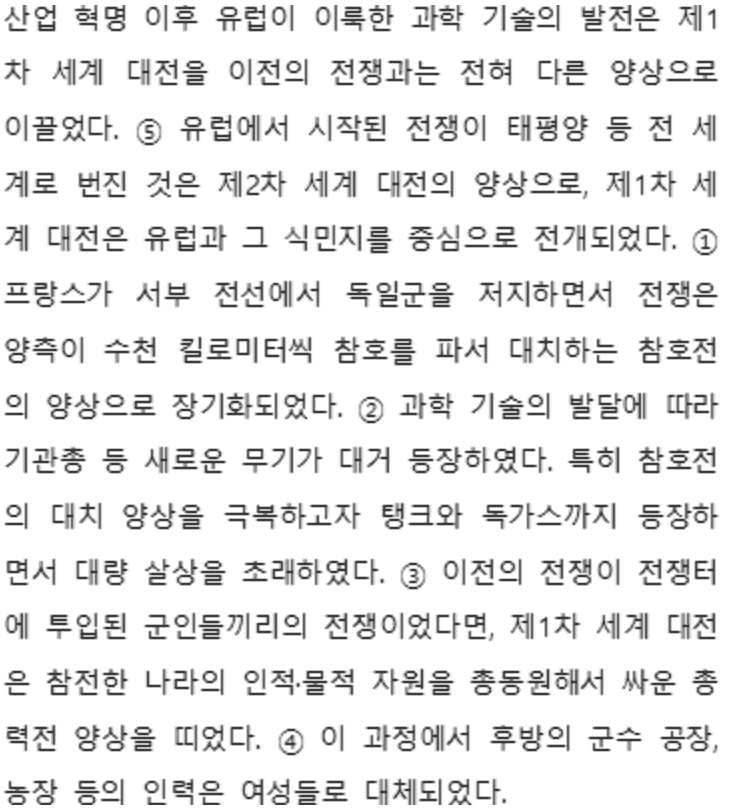 산업 혁명 이후 유럽이 이룩한 과학 기술의 발전은 제1
차 세계 대전을 이전의 전쟁과는 전혀 다른 양상으로
이끌었다. ⑤ 유럽에서 시작된 전쟁이 태평양 등 전 세
계로 번진 것은 제2차 세계 대전의 양상으로, 제1차 세
계 대전은 유럽과 그 식민지를 중심으로 전개되었다. ①
프랑스가 서부 전선에서 독일군을 저지하면서 전쟁은
양측이 수천 킬로미터씩 참호를 파서 대치하는 참호전
의 양상으로 장기화되었다. ② 과학 기술의 발달에 따라
기관총 등 새로운 무기가 대거 등장하였다. 특히 참호전
의 대치 양상을 극복하고자 탱크와 독가스까지 등장하
면서 대량 살상을 초래하였다. ③ 이전의 전쟁이 전쟁터
에 투입된 군인들끼리의 전쟁이었다면, 제1차 세계 대전
은 참전한 나라의 인적·물적 자원을 총동원해서 싸운 총
력전 양상을 띠었다. ④ 이 과정에서 후방의 군수 공장,
농장 등의 인력은 여성들로 대체되었다.